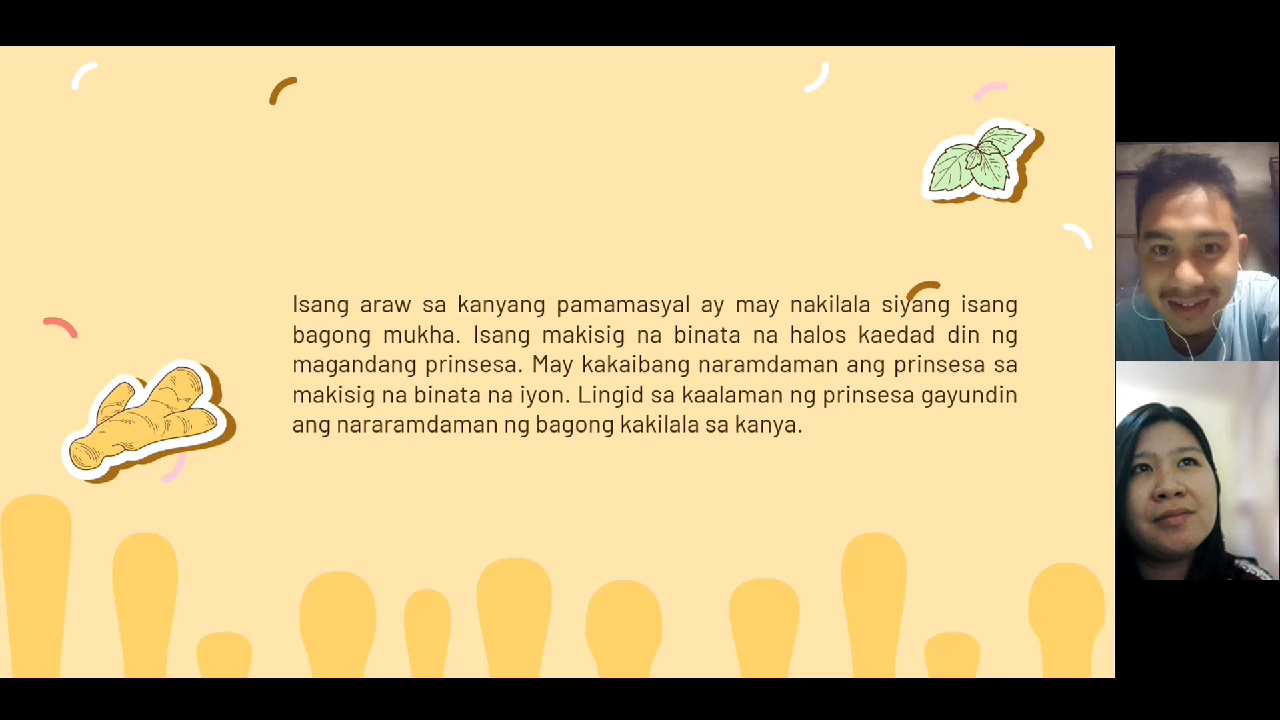 Isang araw sa kanyang pamamasyal ay may nakilala siyang isang
bagong mukha. Isang makisig na binata na halos kaedad din ng
magandang prinsesa. May kakaibang naramdaman ang prinsesa sa
makisig na binata na iyon. Lingid sa kaalaman ng prinsesa gayundin
ang nararamdaman ng bagong kakilala sa kanya.